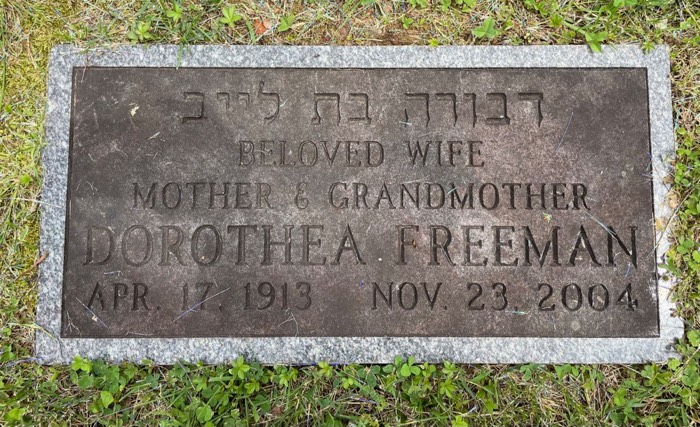 דבורה בת לייב
BELOVED WIFE
MOTHER & GRANDMOTHER
DOROTHEA FREEMAN
APR. 17, 1913 NOV. 23, 2004